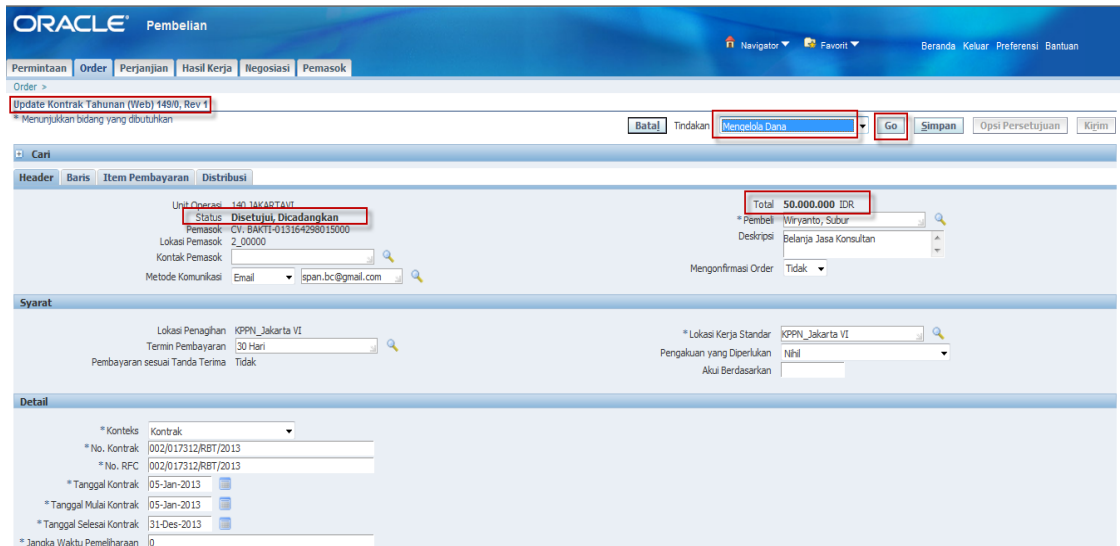 ORACLE® Pembelian
Navigator Favorit Beranda Keluar Preferensi Bantuan
Permintaan Order Perjanjian Hasil Kerja Negosiasi Pemasok
Order >
Update Kontrak Tahunan (Web) 149/0, Rev 1
* Menunjukkan bidang yang dibutuhkan
Batal Tindakan Mengelola Dana Go Simpan Opsi Persetujuan Kirim
Cari
Header Baris Item Pembayaran Distribusi
Unit Operasi 140 JAKARTAVI
Status Disetujui, Dicadangkan
Pemasok CV. BAKTI-013164298015000
Lokasi Pemasok 2_00000
Kontak Pemasok
Metode Komunikasi Email span.bc@gmail.com
Total 50.000.000 IDR
* Pembeli Wiryanto, Subur
Deskripsi Belanja Jasa Konsultan
Mengonfirmasi Order Tidak
Syarat
Lokasi Penagihan KPPN_Jakarta VI
Termin Pembayaran 30 Hari
Pembayaran sesuai Tanda Terima Tidak
* Lokasi Kerja Standar KPPN_Jakarta VI
Pengakuan yang Diperlukan Nihil
Akui Berdasarkan
Detail
* Konteks Kontrak
* No. Kontrak 002/017312/RBT/2013
* No. RFC 002/017312/RBT/2013
* Tanggal Kontrak 05-Jan-2013
* Tanggal Mulai Kontrak 05-Jan-2013
* Tanggal Selesai Kontrak 31-Des-2013
* Jangka Waktu Pemeliharaan 0